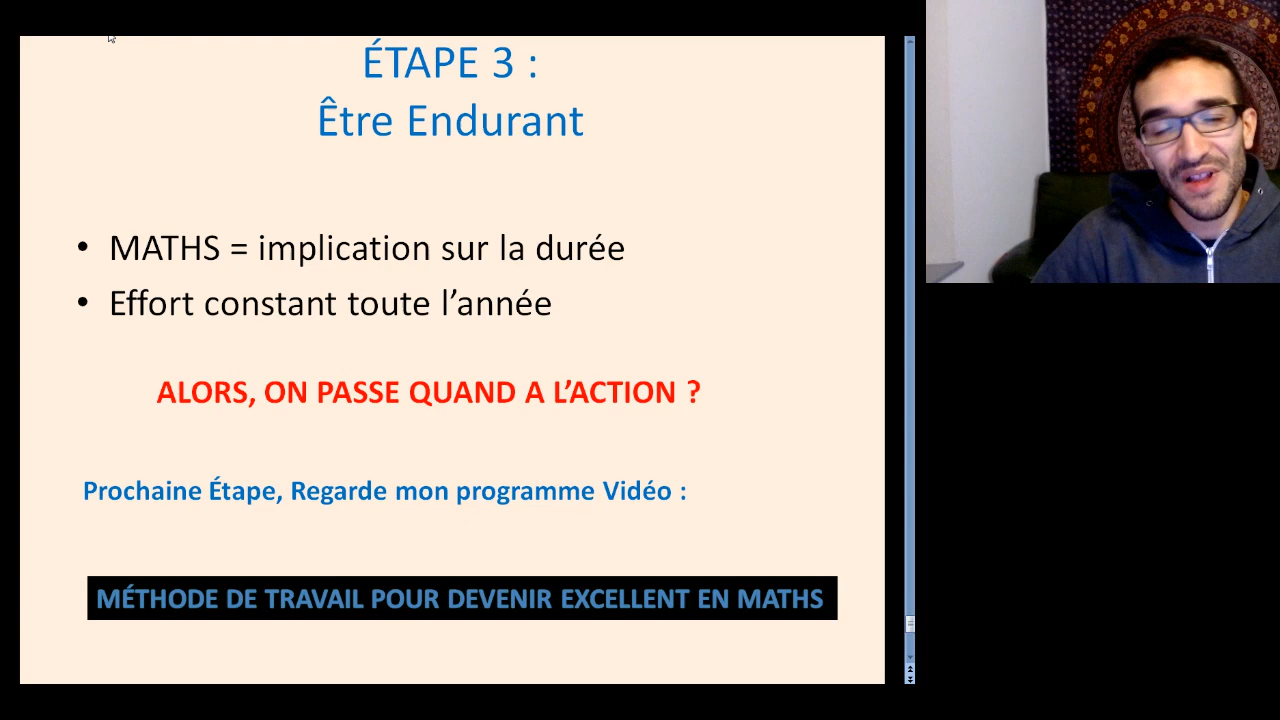 ÉTAPE 3 :
Être Endurant
• MATHS = implication sur la durée
• Effort constant toute l’année
ALORS, ON PASSE QUAND A L’ACTION ?
Prochaine Étape, Regarde mon programme Vidéo :
MÉTHODE DE TRAVAIL POUR DEVENIR EXCELLENT EN MATHS